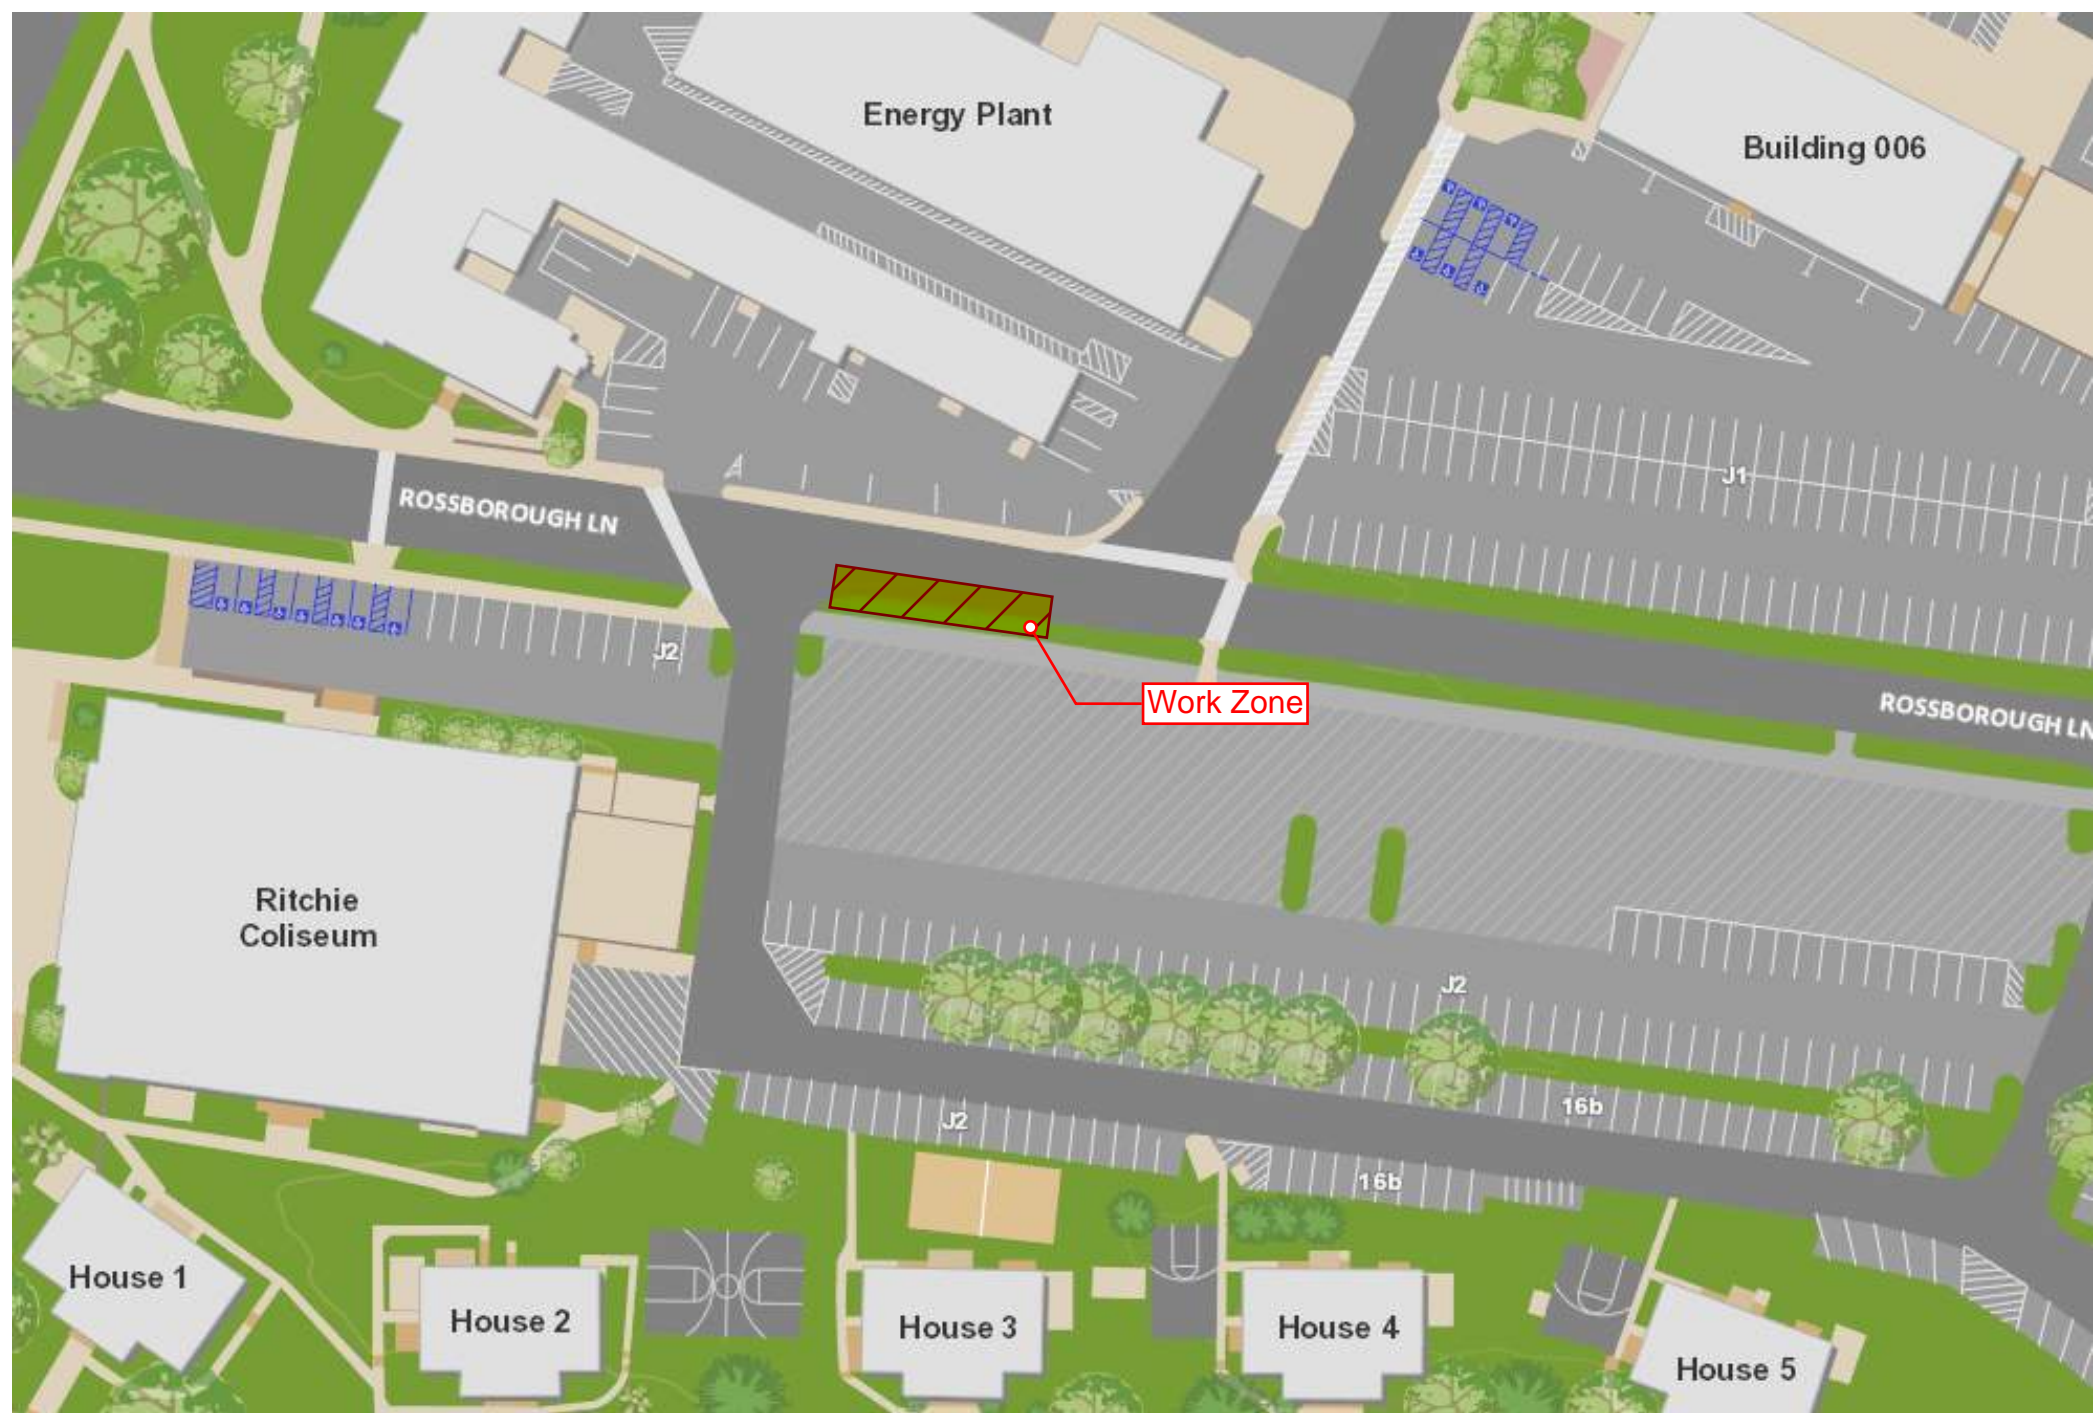 Energy Plant
Building 006
J1
ROSSBOROUGH LN
J2
Work Zone
ROSSBOROUGH LN
Ritchie
Coliseum
J2
16b
J2
16b
House 1
House 2
House 3
House 4
House 5